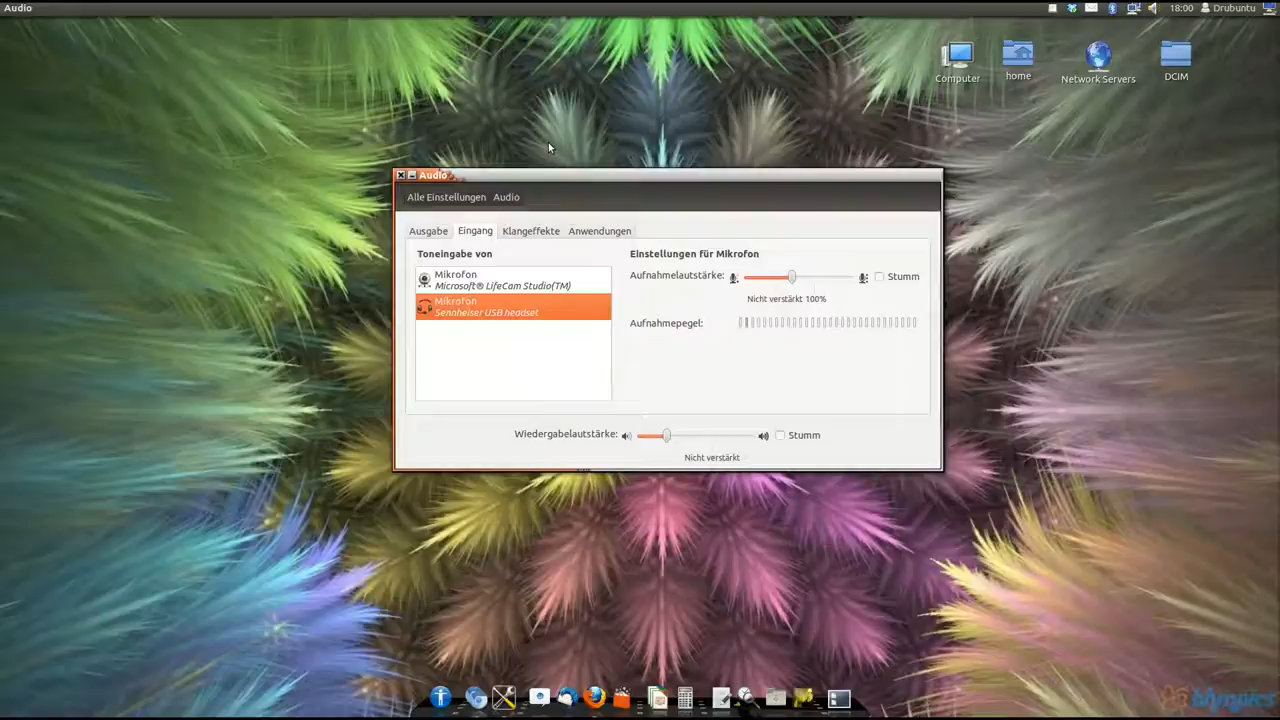 Audio
18:00 Drubuntu
Computer
home
Network Servers
DCIM
Audio
Alle Einstellungen Audio
Ausgabe Eingang Klangeffekte Anwendungen
Toneingabe von
Mikrofon
Microsoft® LifeCam Studio(TM)
Mikrofon
Sennheiser USB headset
Einstellungen für Mikrofon
Aufnahmelautstärke: Stumm
Nicht verstärkt 100%
Aufnahmepegel:
Wiedergabelautstärke: Stumm
Nicht verstärkt